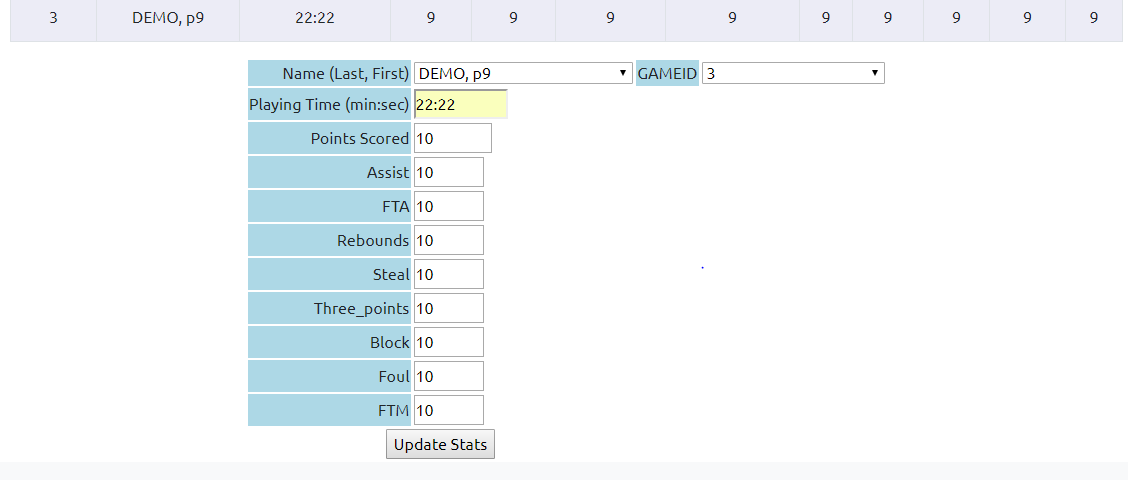 3 DEMO, p9 22:22 9 9 9 9 9 9 9 9 9
Name (Last, First) DEMO, p9 GAMEID 3
Playing Time (min:sec) 22:22
Points Scored 10
Assist 10
FTA 10
Rebounds 10
Steal 10
Three_points 10
Block 10
Foul 10
FTM 10
Update Stats